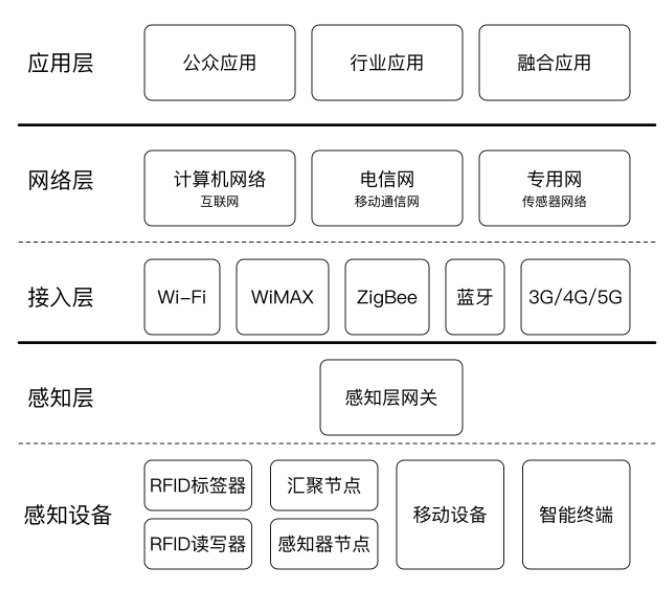 应用层
公众应用
行业应用
融合应用
网络层
计算机网络
互联网
电信网
移动通信网
专用网
传感器网络
接入层
Wi-Fi
WiMAX
ZigBee
蓝牙
3G/4G/5G
感知层
感知层网关
感知设备
RFID标签器
汇聚节点
移动设备
智能终端
RFID读写器
感知器节点